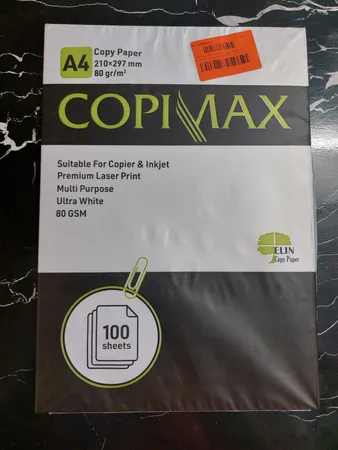 A4
Copy Paper
210×297 mm
80 gr/m²
COPIMAX
Suitable For Copier & Inkjet
Premium Laser Print
Multi Purpose
Ultra White
80 GSM
ELIN
Copy Paper
100
sheets